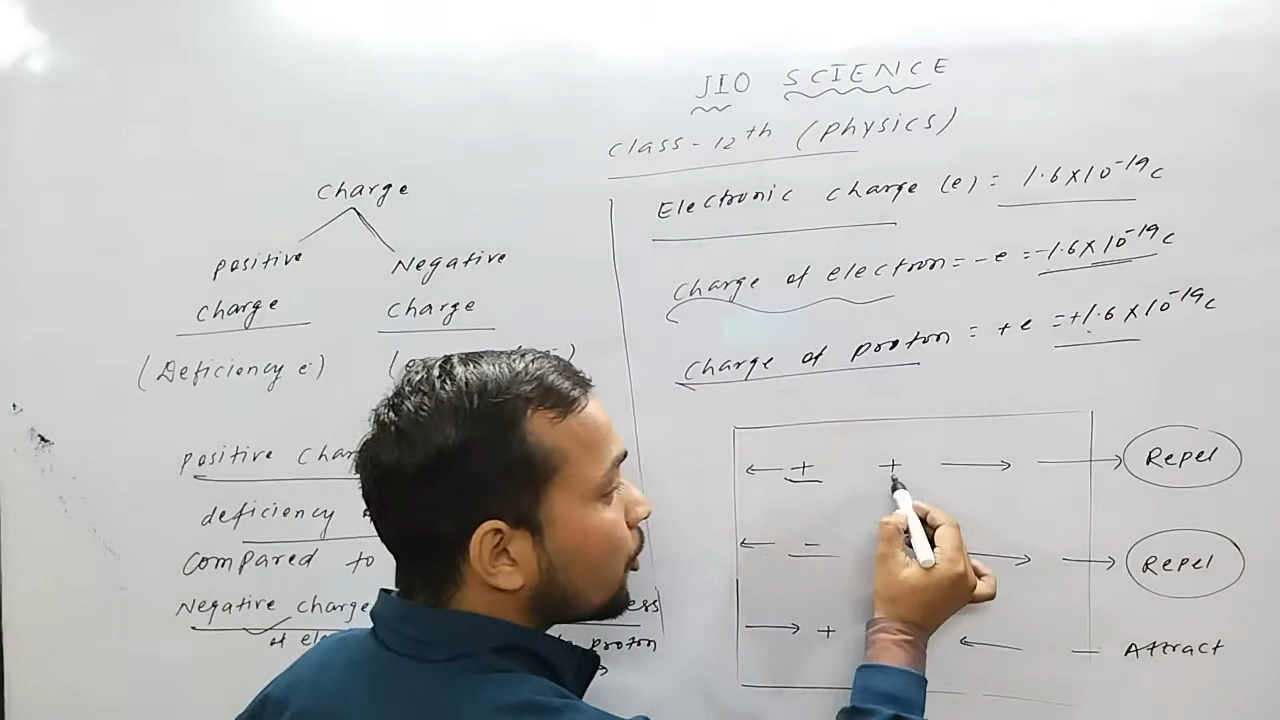 JIO SCIENCE
class-12th (physics)
charge
positive charge
(Deficiency e⁻)
Negative charge
positive
deficiency
compared to
Negative charge
proton
Electronic charge (e) = 1.6×10⁻¹⁹c
charge of electron = -e = -1.6×10⁻¹⁹c
charge of proton = +e = +1.6×10⁻¹⁹c
← + + → → Repel
← - → → Repel
→ + ← — Attract